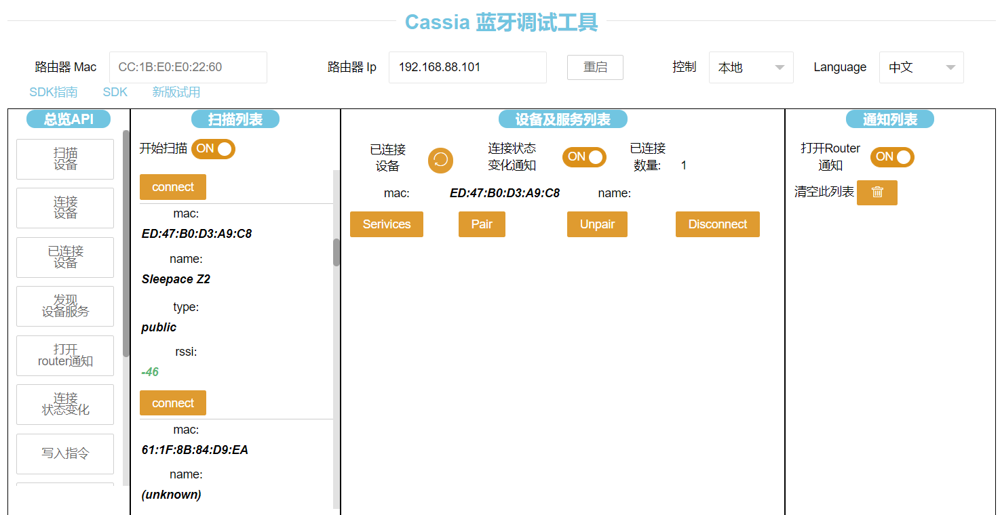 Cassia 蓝牙调试工具
路由器 Mac
CC:1B:E0:E0:22:60
路由器 Ip
192.168.88.101
重启
控制
本地
Language
中文
SDK指南
SDK
新版试用
总览API
扫描
设备
连接
设备
已连接
设备
发现
设备服务
打开
router通知
连接
状态变化
写入指令
扫描列表
开始扫描
ON
connect
mac:
ED:47:B0:D3:A9:C8
name:
Sleepace Z2
type:
public
rssi:
-46
connect
mac:
61:1F:8B:84:D9:EA
name:
(unknown)
设备及服务列表
已连接
设备
连接状态
变化通知
ON
已连接
数量:
1
mac:
ED:47:B0:D3:A9:C8
name:
Serivices
Pair
Unpair
Disconnect
通知列表
打开Router
通知
ON
清空此列表